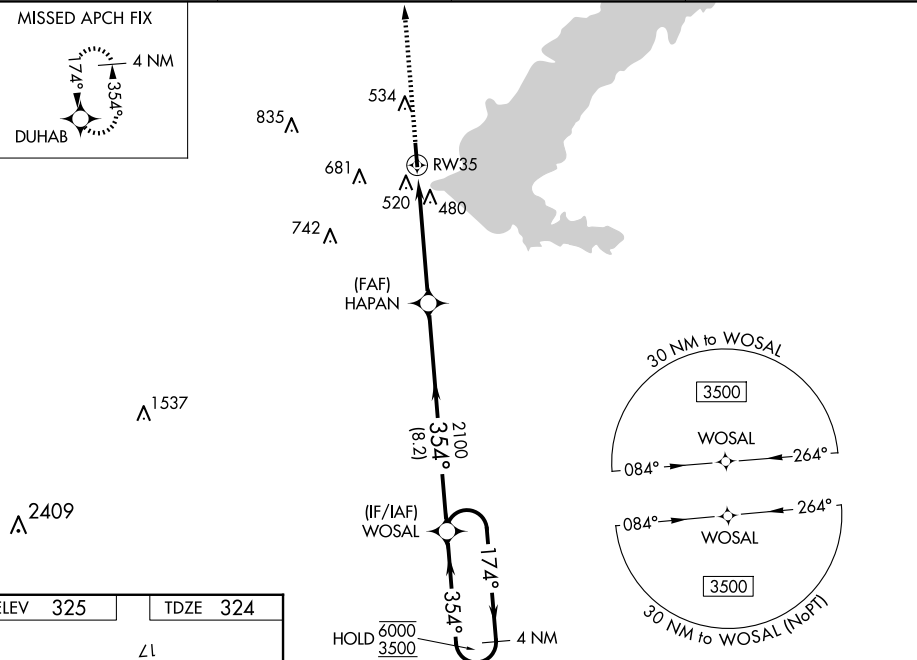 MISSED APCH FIX
4 NM
174°
354°
DUHAB
534
835
681
RW35
520
480
742
(FAF)
HAPAN
1537
2100
354°
(8.2)
2409
(IF/IAF)
WOSAL
174°
354°
HOLD
6000
3500
4 NM
30 NM to WOSAL
3500
WOSAL
084°
264°
084°
264°
WOSAL
3500
30 NM to WOSAL (NoPT)
ELEV 325
TDZE 324
17